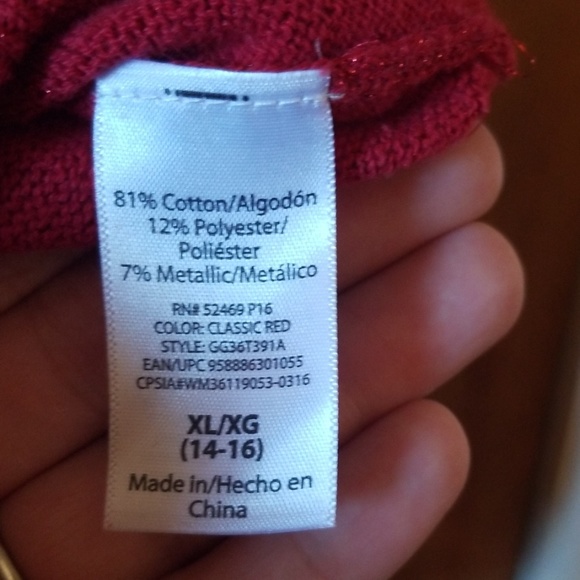 81% Cotton/Algodón
12% Polyester/
Poliéster
7% Metallic/Metálico
RN# 52469 P16
COLOR: CLASSIC RED
STYLE: GG36T391A
EAN/UPC 958886301055
CPSIA#WM36119053-0316
XL/XG
(14-16)
Made in/Hecho en
China